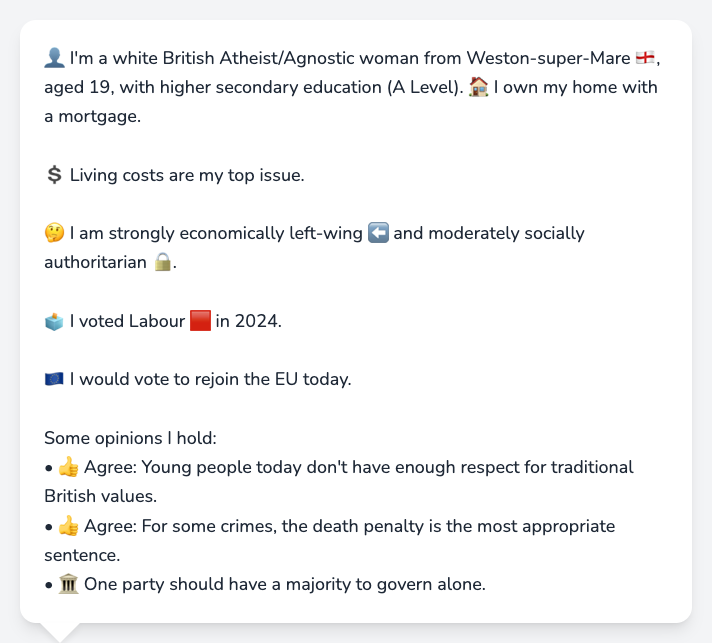 👤 I'm a white British Atheist/Agnostic woman from Weston-super-Mare 🏴󠁧󠁢󠁥󠁮󠁧󠁿,
aged 19, with higher secondary education (A Level). 🏠 I own my home with
a mortgage.
💲 Living costs are my top issue.
🤔 I am strongly economically left-wing ⬅️ and moderately socially
authoritarian 🔒.
🗳️ I voted Labour 🟥 in 2024.
🇪🇺 I would vote to rejoin the EU today.
Some opinions I hold:
• 👍 Agree: Young people today don't have enough respect for traditional
British values.
• 👍 Agree: For some crimes, the death penalty is the most appropriate
sentence.
• 🏛️ One party should have a majority to govern alone.